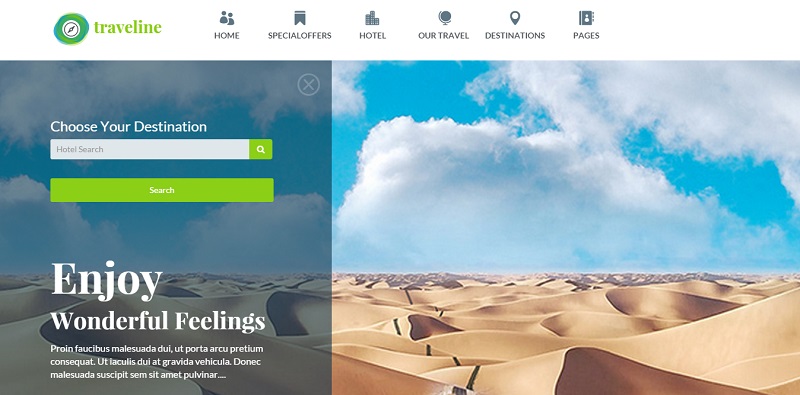 traveline
HOME
SPECIALOFFERS
HOTEL
OUR TRAVEL
DESTINATIONS
PAGES
Choose Your Destination
Hotel Search
Search
Enjoy
Wonderful Feelings
Proin faucibus malesuada dui, ut porta arcu pretium
consequat. Ut laculis dui at gravida vehicula. Donec
malesuada suscipit sem sit amet pulvinar....